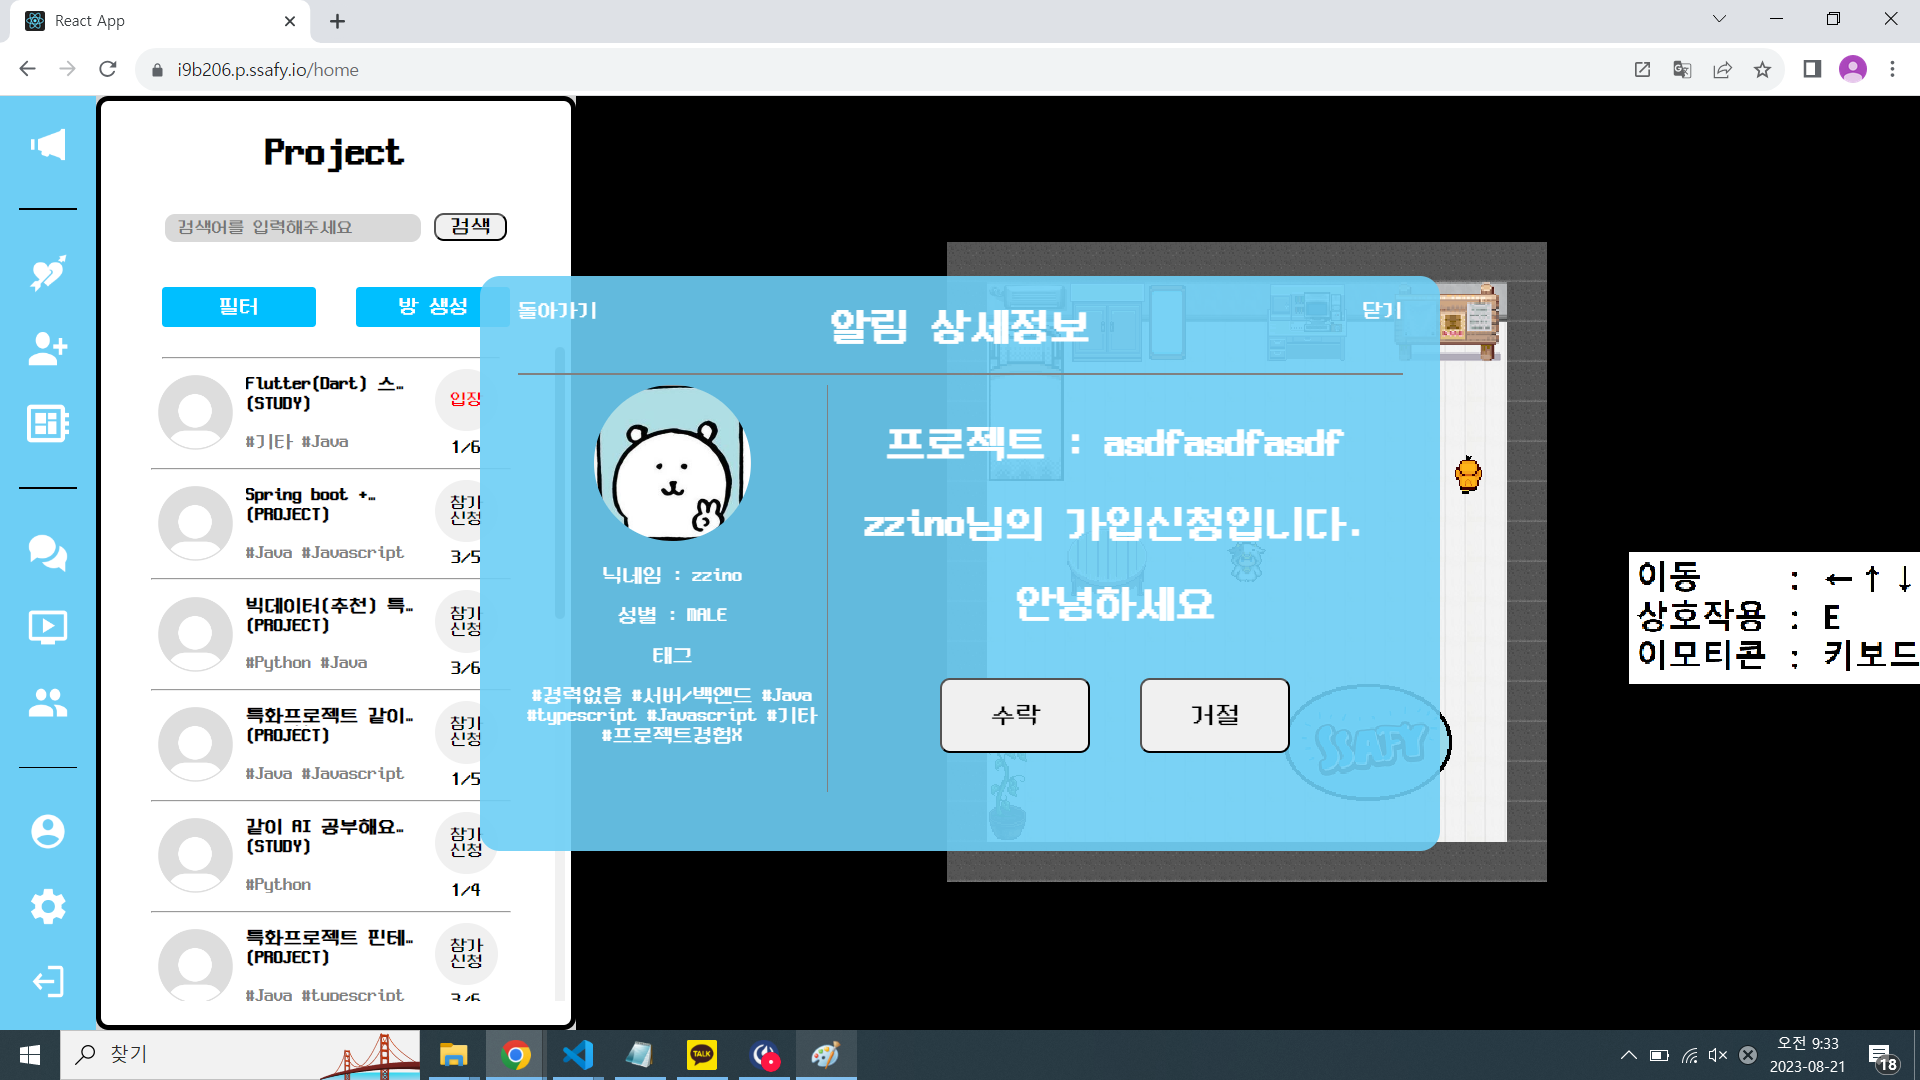 React App
i9b206.p.ssafy.io/home
Project
검색어를 입력해주세요
검색
필터
방 생성
Flutter(Dart) 스…
(STUDY)
#기타 #Java
입장
1/6
Spring boot +…
(PROJECT)
#Java #Javascript
참가
신청
3/5
빅데이터(추천) 특…
(PROJECT)
#Python #Java
참가
신청
3/6
특화프로젝트 같이…
(PROJECT)
#Java #Javascript
참가
신청
1/5
같이 AI 공부해요…
(STUDY)
#Python
참가
신청
1/4
특화프로젝트 핀테…
(PROJECT)
#Java #typescript
참가
신청
3/6
돌아가기
알림 상세정보
닫기
닉네임 : zzino
성별 : MALE
태그
#경력없음 #서버/백엔드 #Java
#typescript #Javascript #기타
#프로젝트경험X
프로젝트 : asdfasdfasdf
zzino님의 가입신청입니다.
안녕하세요
수락
거절
SSAFY
이동 : ←↑↓
상호작용 : E
이모티콘 : 키보드
찾기
TALK
오전 9:33
2023-08-21
18